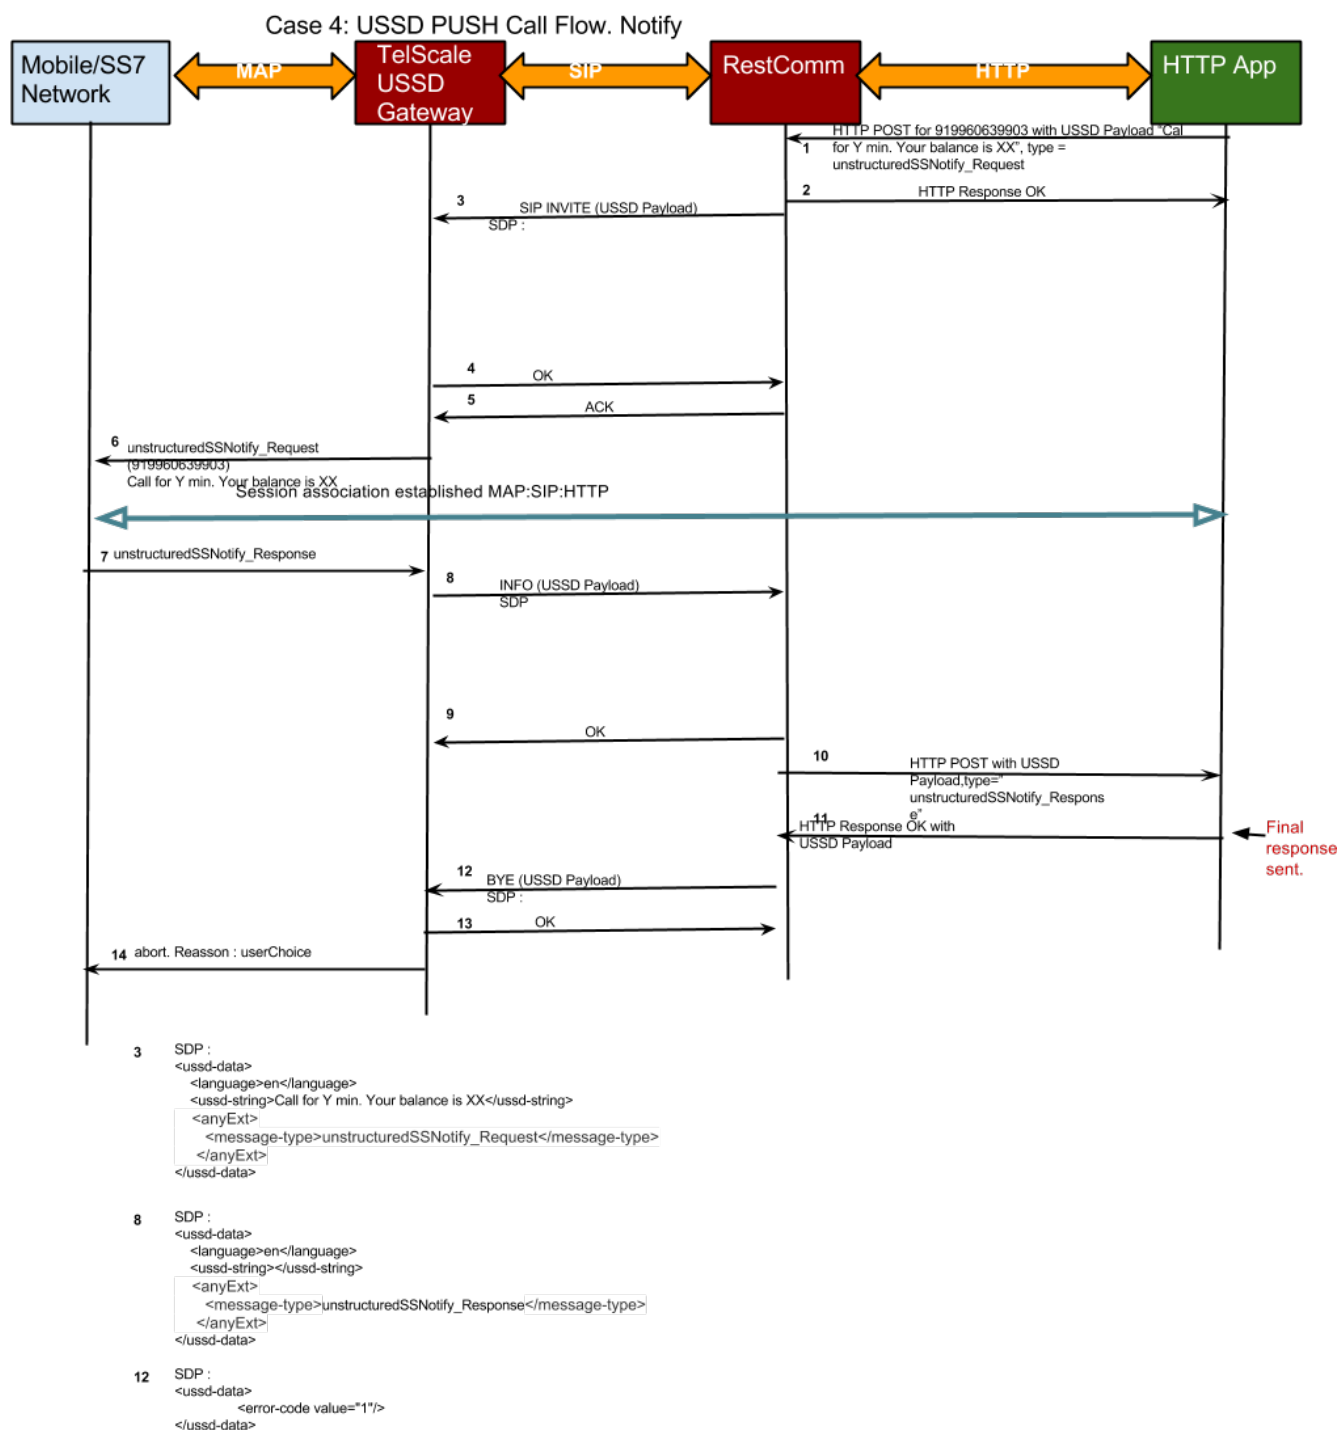 Case 4: USSD PUSH Call Flow. Notify
Mobile/SS7
Network
MAP
TelScale
USSD
Gateway
SIP
RestComm
HTTP
HTTP App
1
HTTP POST for 919960639903 with USSD Payload "Cal
for Y min. Your balance is XX", type =
unstructuredSSNotify_Request
2
HTTP Response OK
3
SIP INVITE (USSD Payload)
SDP :
4
OK
5
ACK
6
unstructuredSSNotify_Request
(919960639903)
Call for Y min. Your balance is XX
Session association established MAP:SIP:HTTP
7 unstructuredSSNotify_Response
8
INFO (USSD Payload)
SDP
9
OK
10
HTTP POST with USSD
Payload,type="
unstructuredSSNotify_Respons
e"
11
HTTP Response OK with
USSD Payload
Final
response
sent.
12
BYE (USSD Payload)
SDP :
13
OK
14 abort. Reasson : userChoice
3 SDP :
<ussd-data>
<language>en</language>
<ussd-string>Call for Y min. Your balance is XX</ussd-string>
<anyExt>
<message-type>unstructuredSSNotify_Request</message-type>
</anyExt>
</ussd-data>
8 SDP :
<ussd-data>
<language>en</language>
<ussd-string></ussd-string>
<anyExt>
<message-type>unstructuredSSNotify_Response</message-type>
</anyExt>
</ussd-data>
12 SDP :
<ussd-data>
<error-code value="1"/>
</ussd-data>